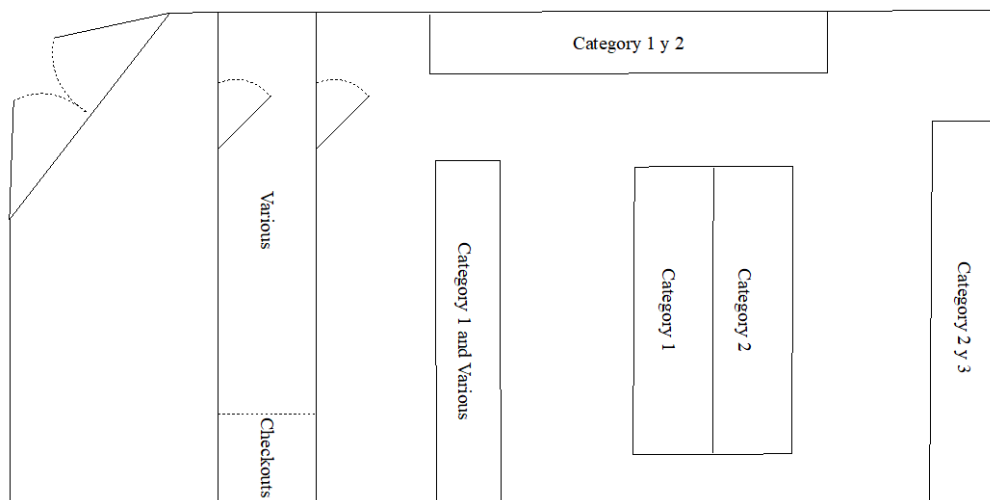 Category 1 y 2
Various
Checkouts
Category 1 and Various
Category 1
Category 2
Category 2 y 3